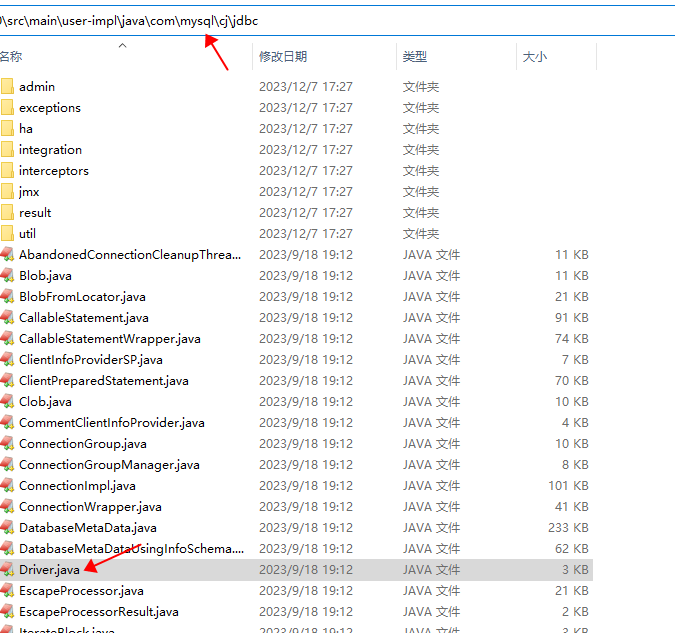 \src\main\user-impl\java\com\mysql\cj\jdbc
名称 修改日期 类型 大小
admin 2023/12/7 17:27 文件夹
exceptions 2023/12/7 17:27 文件夹
ha 2023/12/7 17:27 文件夹
integration 2023/12/7 17:27 文件夹
interceptors 2023/12/7 17:27 文件夹
jmx 2023/12/7 17:27 文件夹
result 2023/12/7 17:27 文件夹
util 2023/12/7 17:27 文件夹
AbandonedConnectionCleanupThrea... 2023/9/18 19:12 JAVA 文件 11 KB
Blob.java 2023/9/18 19:12 JAVA 文件 11 KB
BlobFromLocator.java 2023/9/18 19:12 JAVA 文件 21 KB
CallableStatement.java 2023/9/18 19:12 JAVA 文件 91 KB
CallableStatementWrapper.java 2023/9/18 19:12 JAVA 文件 74 KB
ClientInfoProviderSP.java 2023/9/18 19:12 JAVA 文件 7 KB
ClientPreparedStatement.java 2023/9/18 19:12 JAVA 文件 70 KB
Clob.java 2023/9/18 19:12 JAVA 文件 10 KB
CommentClientInfoProvider.java 2023/9/18 19:12 JAVA 文件 4 KB
ConnectionGroup.java 2023/9/18 19:12 JAVA 文件 10 KB
ConnectionGroupManager.java 2023/9/18 19:12 JAVA 文件 8 KB
ConnectionImpl.java 2023/9/18 19:12 JAVA 文件 101 KB
ConnectionWrapper.java 2023/9/18 19:12 JAVA 文件 41 KB
DatabaseMetaData.java 2023/9/18 19:12 JAVA 文件 233 KB
DatabaseMetaDataUsingInfoSchema.... 2023/9/18 19:12 JAVA 文件 62 KB
Driver.java 2023/9/18 19:12 JAVA 文件 3 KB
EscapeProcessor.java 2023/9/18 19:12 JAVA 文件 21 KB
EscapeProcessorResult.java 2023/9/18 19:12 JAVA 文件 2 KB
IterateBlock.java 2023/9/18 19:12 JAVA 文件 3 KB